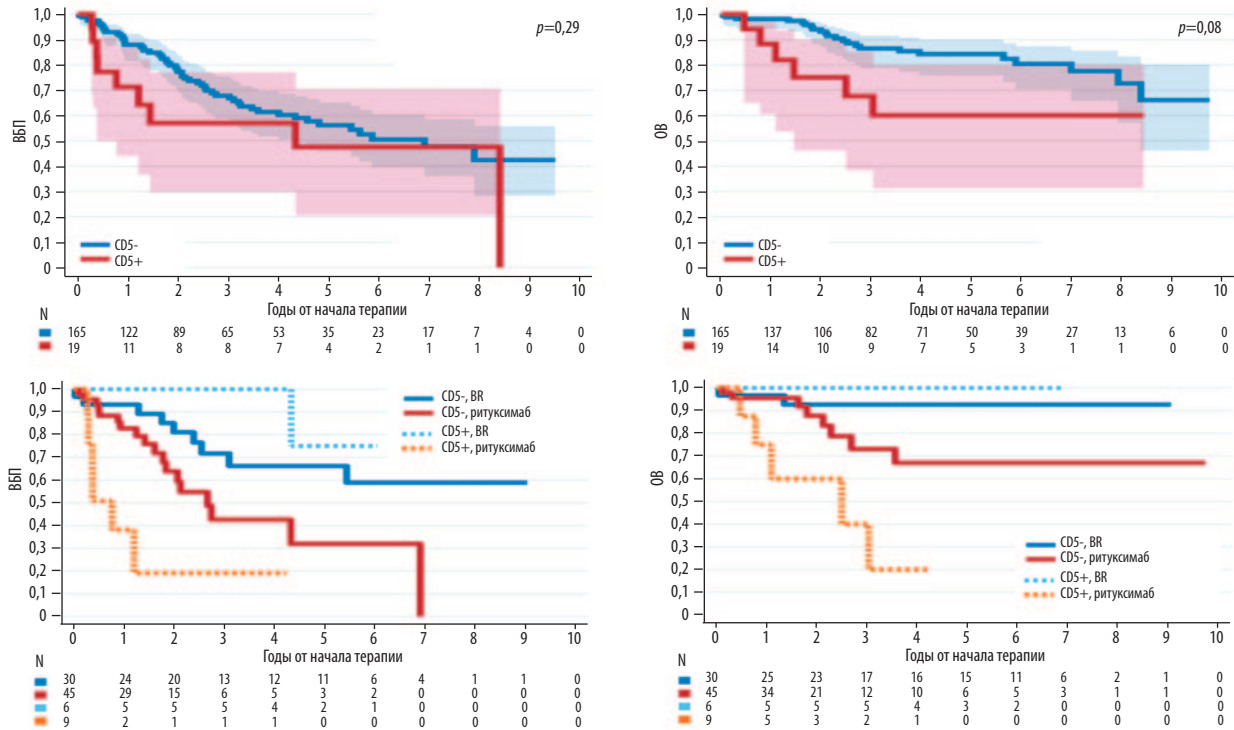 1,0
0,9
0,8
0,7
0,6
0,5
0,4
0,3
0,2
0,1
0
ВБП
p=0,29
CD5-
CD5+
0 1 2 3 4 5 6 7 8 9 10
Годы от начала терапии
N
165 122 89 65 53 35 23 17 7 4 0
19 11 8 8 7 4 2 1 1 0 0
1,0
0,9
0,8
0,7
0,6
0,5
0,4
0,3
0,2
0,1
0
ОВ
p=0,08
CD5-
CD5+
0 1 2 3 4 5 6 7 8 9 10
Годы от начала терапии
N
165 137 106 82 71 50 39 27 13 6 0
19 14 10 9 7 5 3 1 1 0 0
1,0
0,9
0,8
0,7
0,6
0,5
0,4
0,3
0,2
0,1
0
ВБП
CD5-, BR
CD5-, ритуксимаб
CD5+, BR
CD5+, ритуксимаб
0 1 2 3 4 5 6 7 8 9 10
Годы от начала терапии
N
30 24 20 13 12 11 6 4 1 1 0
45 29 15 6 5 3 2 0 0 0 0
6 5 5 5 4 2 1 0 0 0 0
9 2 1 1 1 0 0 0 0 0 0
1,0
0,9
0,8
0,7
0,6
0,5
0,4
0,3
0,2
0,1
0
ОВ
CD5-, BR
CD5-, ритуксимаб
CD5+, BR
CD5+, ритуксимаб
0 1 2 3 4 5 6 7 8 9 10
Годы от начала терапии
N
30 25 23 17 16 15 11 6 2 1 0
45 34 21 12 10 6 5 3 1 1 0
6 5 5 5 4 3 2 0 0 0 0
9 5 3 2 1 0 0 0 0 0 0